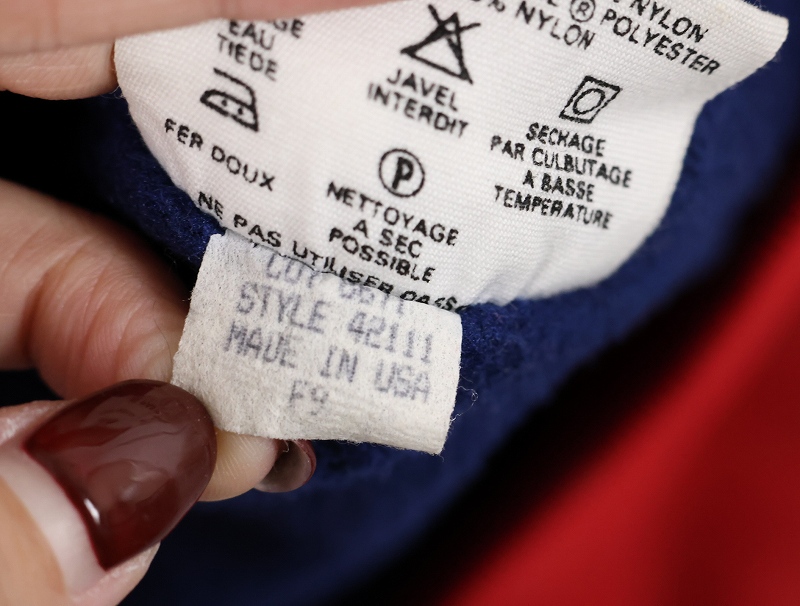 NYLON
® POLYESTER
% NYLON
EAU
TIEDE
JAVEL
INTERDIT
FER DOUX
SECHAGE
PAR CULBUTAGE
A BASSE
TEMPERATURE
P
NETTOYAGE
A SEC
POSSIBLE
NE PAS UTILISER
STYLE 42111
MADE IN USA
F9